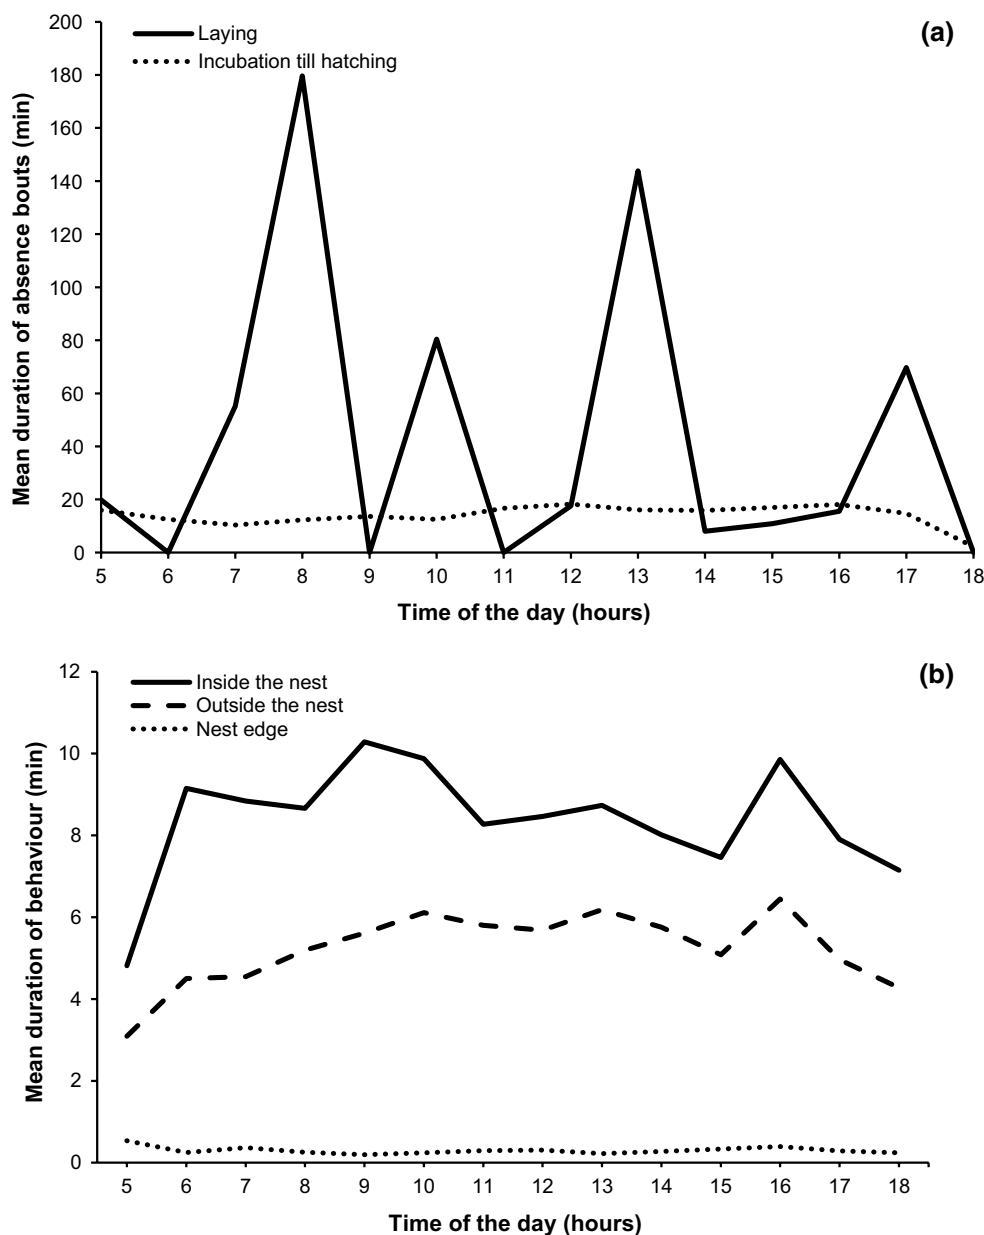 (a)
Laying
Incubation till hatching
Mean duration of absence bouts (min)
200
180
160
140
120
100
80
60
40
20
0
5 6 7 8 9 10 11 12 13 14 15 16 17 18
Time of the day (hours)
(b)
Inside the nest
Outside the nest
Nest edge
Mean duration of behaviour (min)
12
10
8
6
4
2
0
5 6 7 8 9 10 11 12 13 14 15 16 17 18
Time of the day (hours)